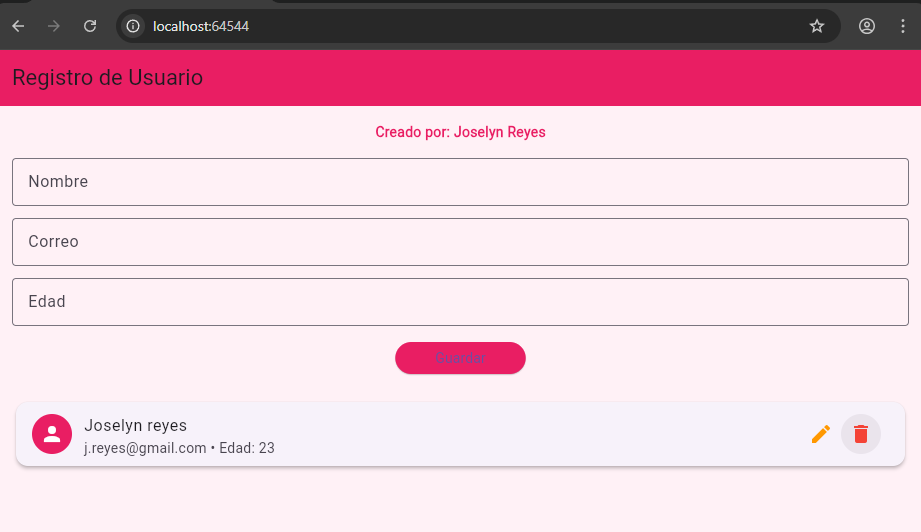 localhost:64544
Registro de Usuario
Creado por: Joselyn Reyes
Nombre
Correo
Edad
Guardar
Joselyn reyes
j.reyes@gmail.com • Edad: 23